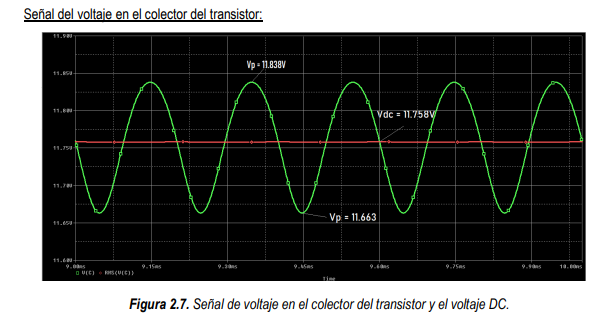 Señal del voltaje en el colector del transistor:
11.900
11.850
Vp = 11.838V
11.800
Vdc = 11.758V
11.750
11.700
11.650
Vp = 11.663
11.600
9.00ms 9.15ms 9.30ms 9.45ms 9.60ms 9.75ms 9.90ms 10.00ms
V(C) RMS(V(C))
Time
Figura 2.7. Señal de voltaje en el colector del transistor y el voltaje DC.